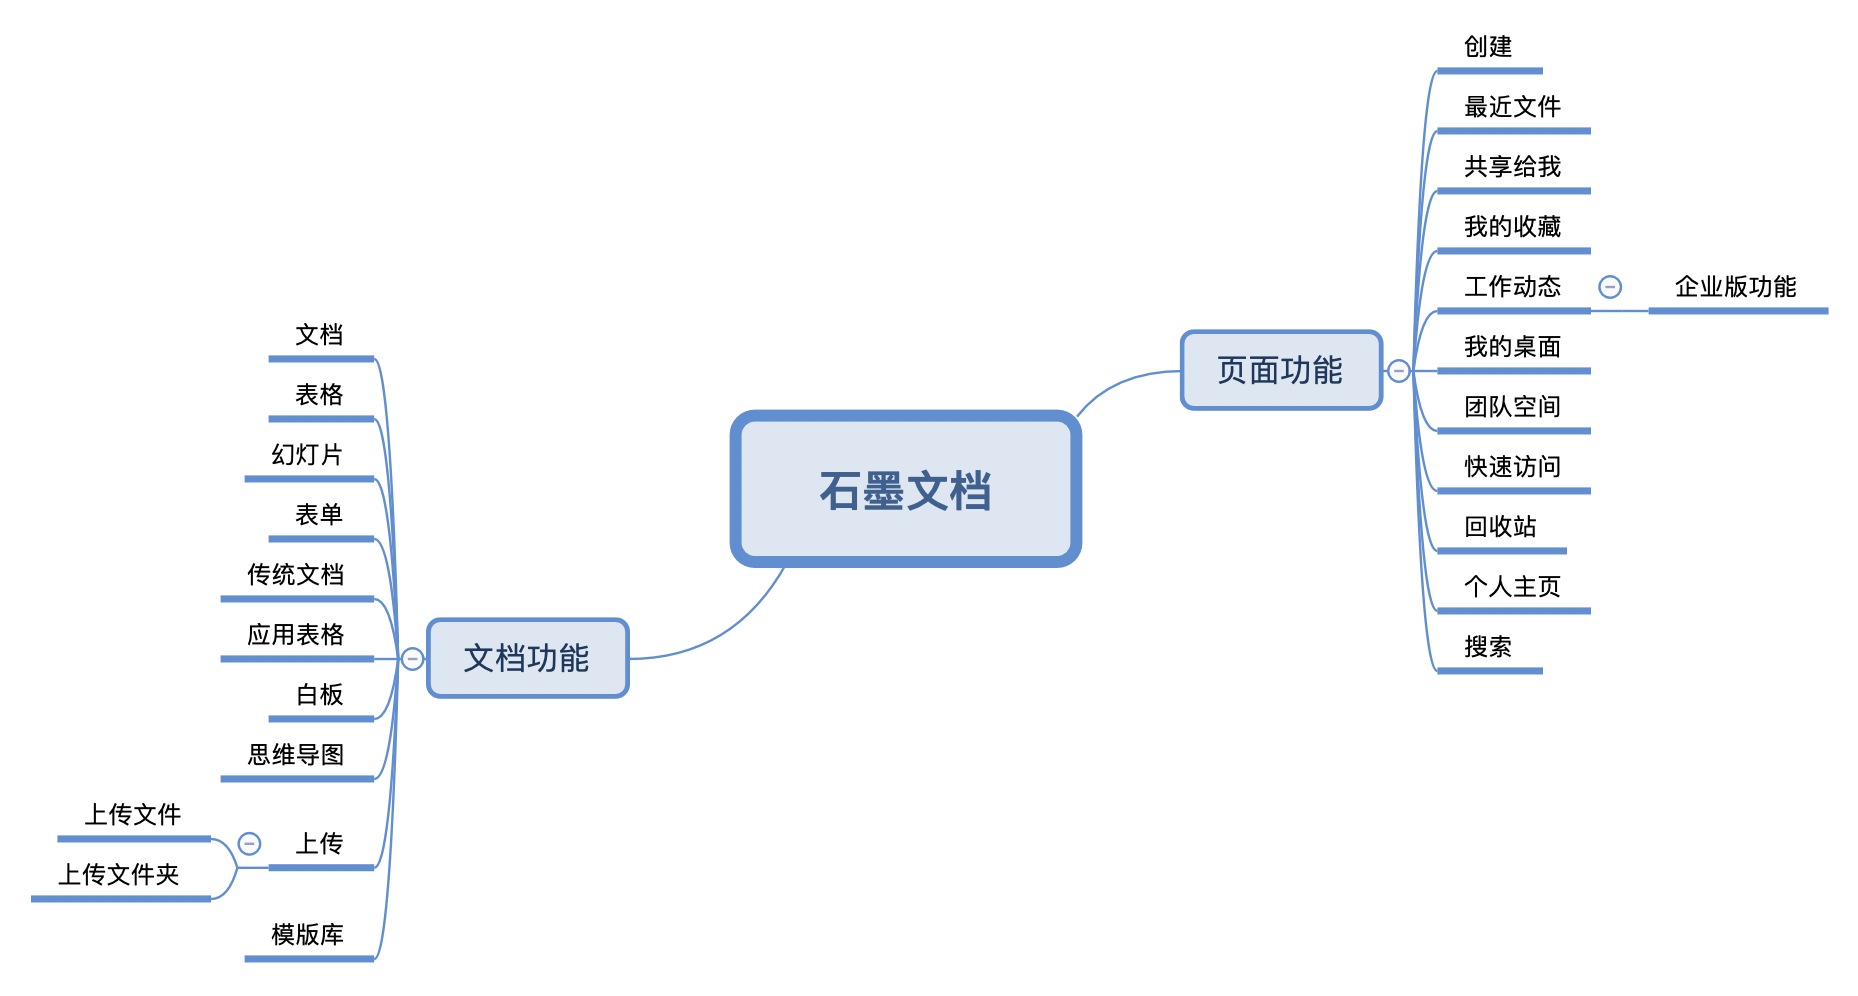 石墨文档
页面功能
创建
最近文件
共享给我
我的收藏
工作动态
企业版功能
我的桌面
团队空间
快速访问
回收站
个人主页
搜索
文档功能
文档
表格
幻灯片
表单
传统文档
应用表格
白板
思维导图
上传
上传文件
上传文件夹
模版库